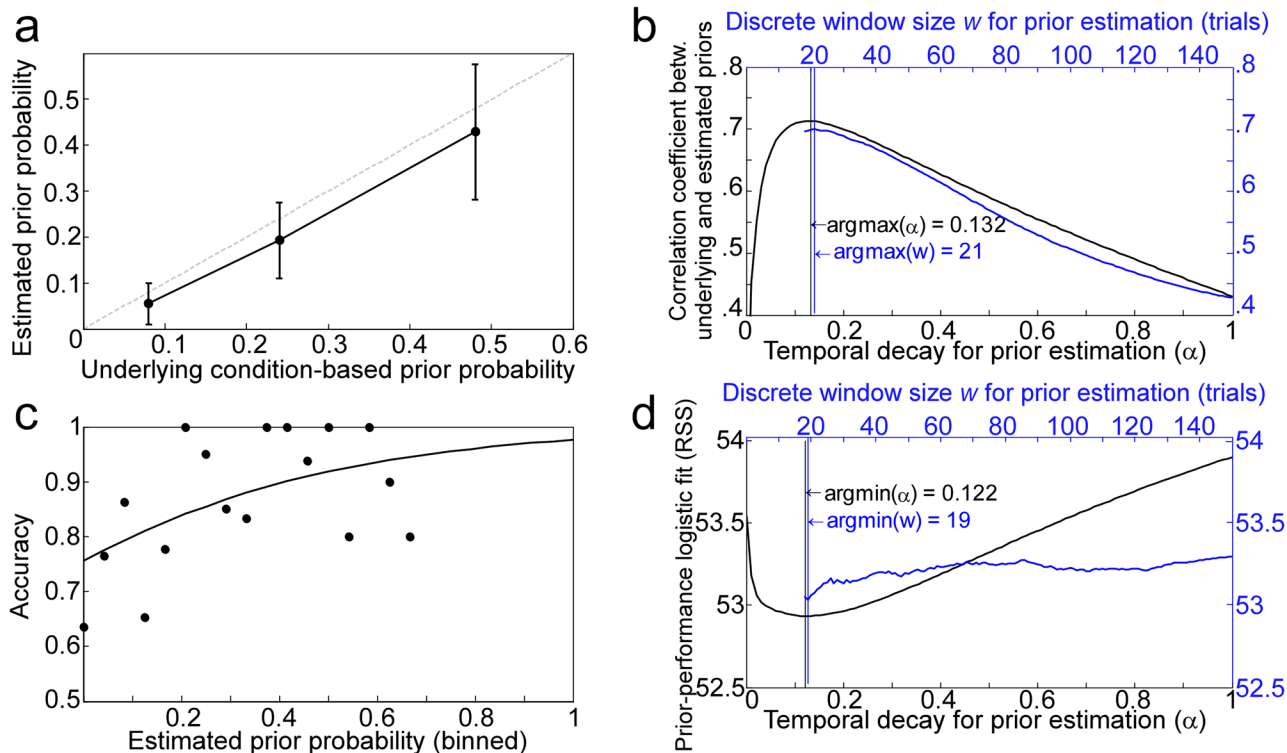 a
Estimated prior probability
0.5
0.4
0.3
0.2
0.1
0
0.1 0.2 0.3 0.4 0.5 0.6
Underlying condition-based prior probability
b
Discrete window size w for prior estimation (trials)
20 40 60 80 100 120 140
Correlation coefficient betw.
underlying and estimated priors
.8 .8
.7 .7
.6 .6
.5 .5
.4 .4
argmax(α) = 0.132
argmax(w) = 21
0 0.2 0.4 0.6 0.8 1
Temporal decay for prior estimation (α)
c
Accuracy
1
0.9
0.8
0.7
0.6
0.5
0.2 0.4 0.6 0.8 1
Estimated prior probability (binned)
d
Discrete window size w for prior estimation (trials)
20 40 60 80 100 120 140
Prior-performance logistic fit (RSS)
54 54
53.5 53.5
53 53
52.5 52.5
argmin(α) = 0.122
argmin(w) = 19
0 0.2 0.4 0.6 0.8 1
Temporal decay for prior estimation (α)